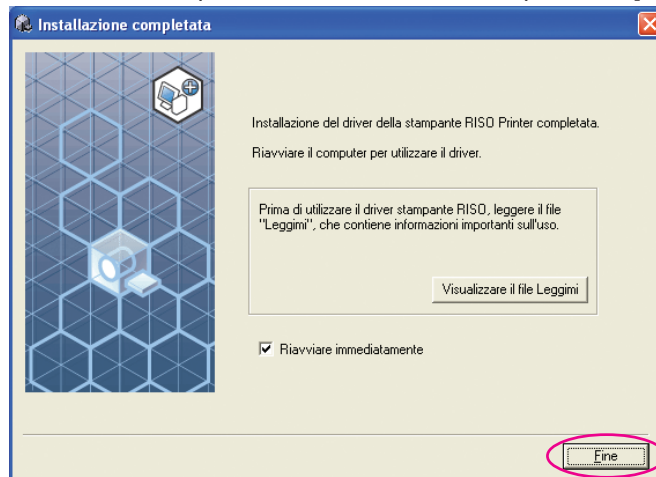 Installazione completata
Installazione del driver della stampante RISO Printer completata.
Riavviare il computer per utilizzare il driver.
Prima di utilizzare il driver stampante RISO, leggere il file
"Leggimi", che contiene informazioni importanti sull'uso.
Visualizzare il file Leggimi
Riavviare immediatamente
Fine